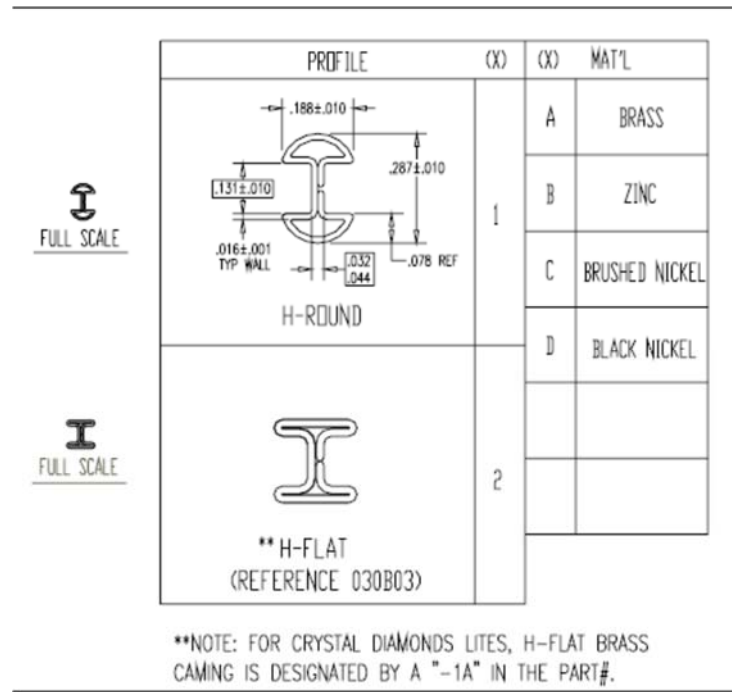 PROFILE (X) (X) MAT'L
.188±.010
.131±.010
.287±.010
.016±.001
TYP WALL
.032
.044
.078 REF
H-ROUND
1
FULL SCALE
A BRASS
B ZINC
C BRUSHED NICKEL
D BLACK NICKEL
FULL SCALE
**H-FLAT
(REFERENCE 030B03)
2
**NOTE: FOR CRYSTAL DIAMONDS LITES, H-FLAT BRASS
CAMING IS DESIGNATED BY A "-1A" IN THE PART#.